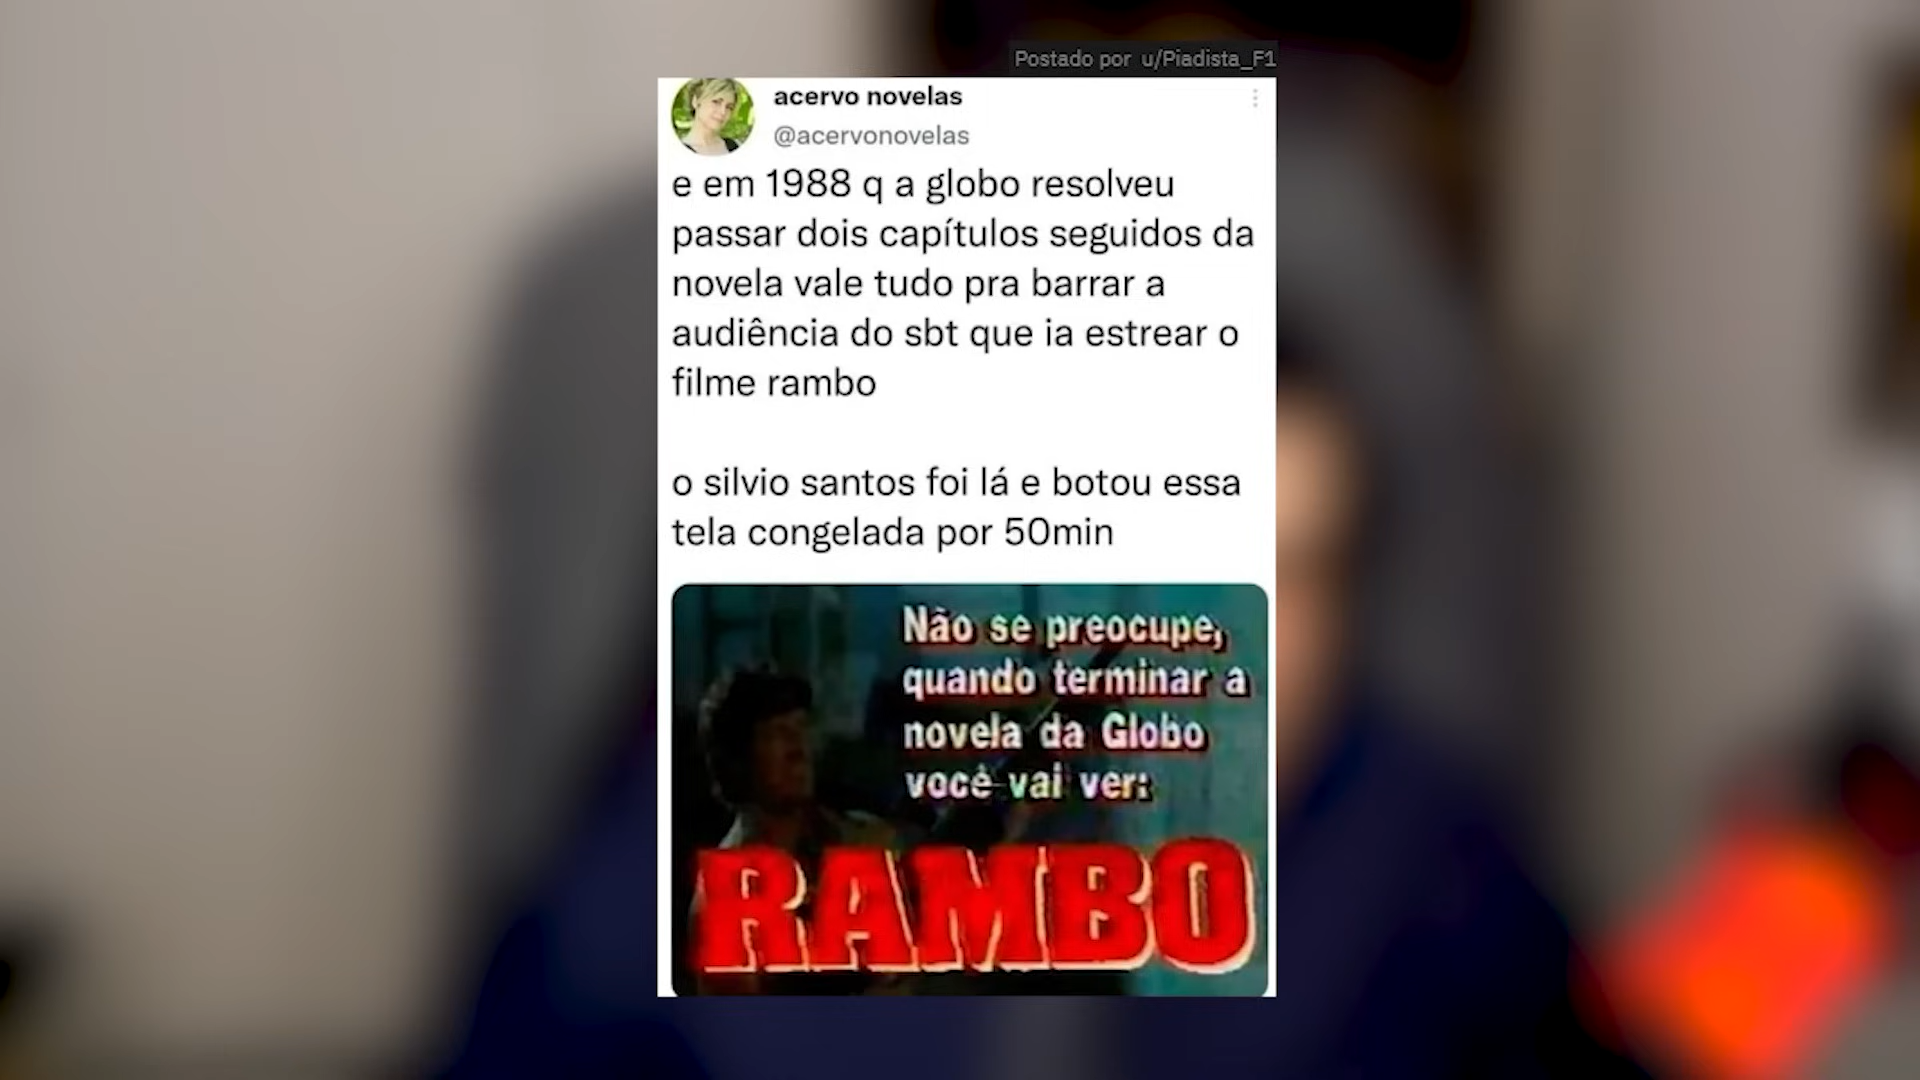 Postado por u/Piadista_F1
acervo novelas
@acervonovelas
e em 1988 q a globo resolveu
passar dois capítulos seguidos da
novela vale tudo pra barrar a
audiência do sbt que ia estrear o
filme rambo
o silvio santos foi lá e botou essa
tela congelada por 50min
Não se preocupe,
quando terminar a
novela da Globo
você vai ver:
RAMBO